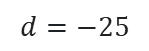 d = −25